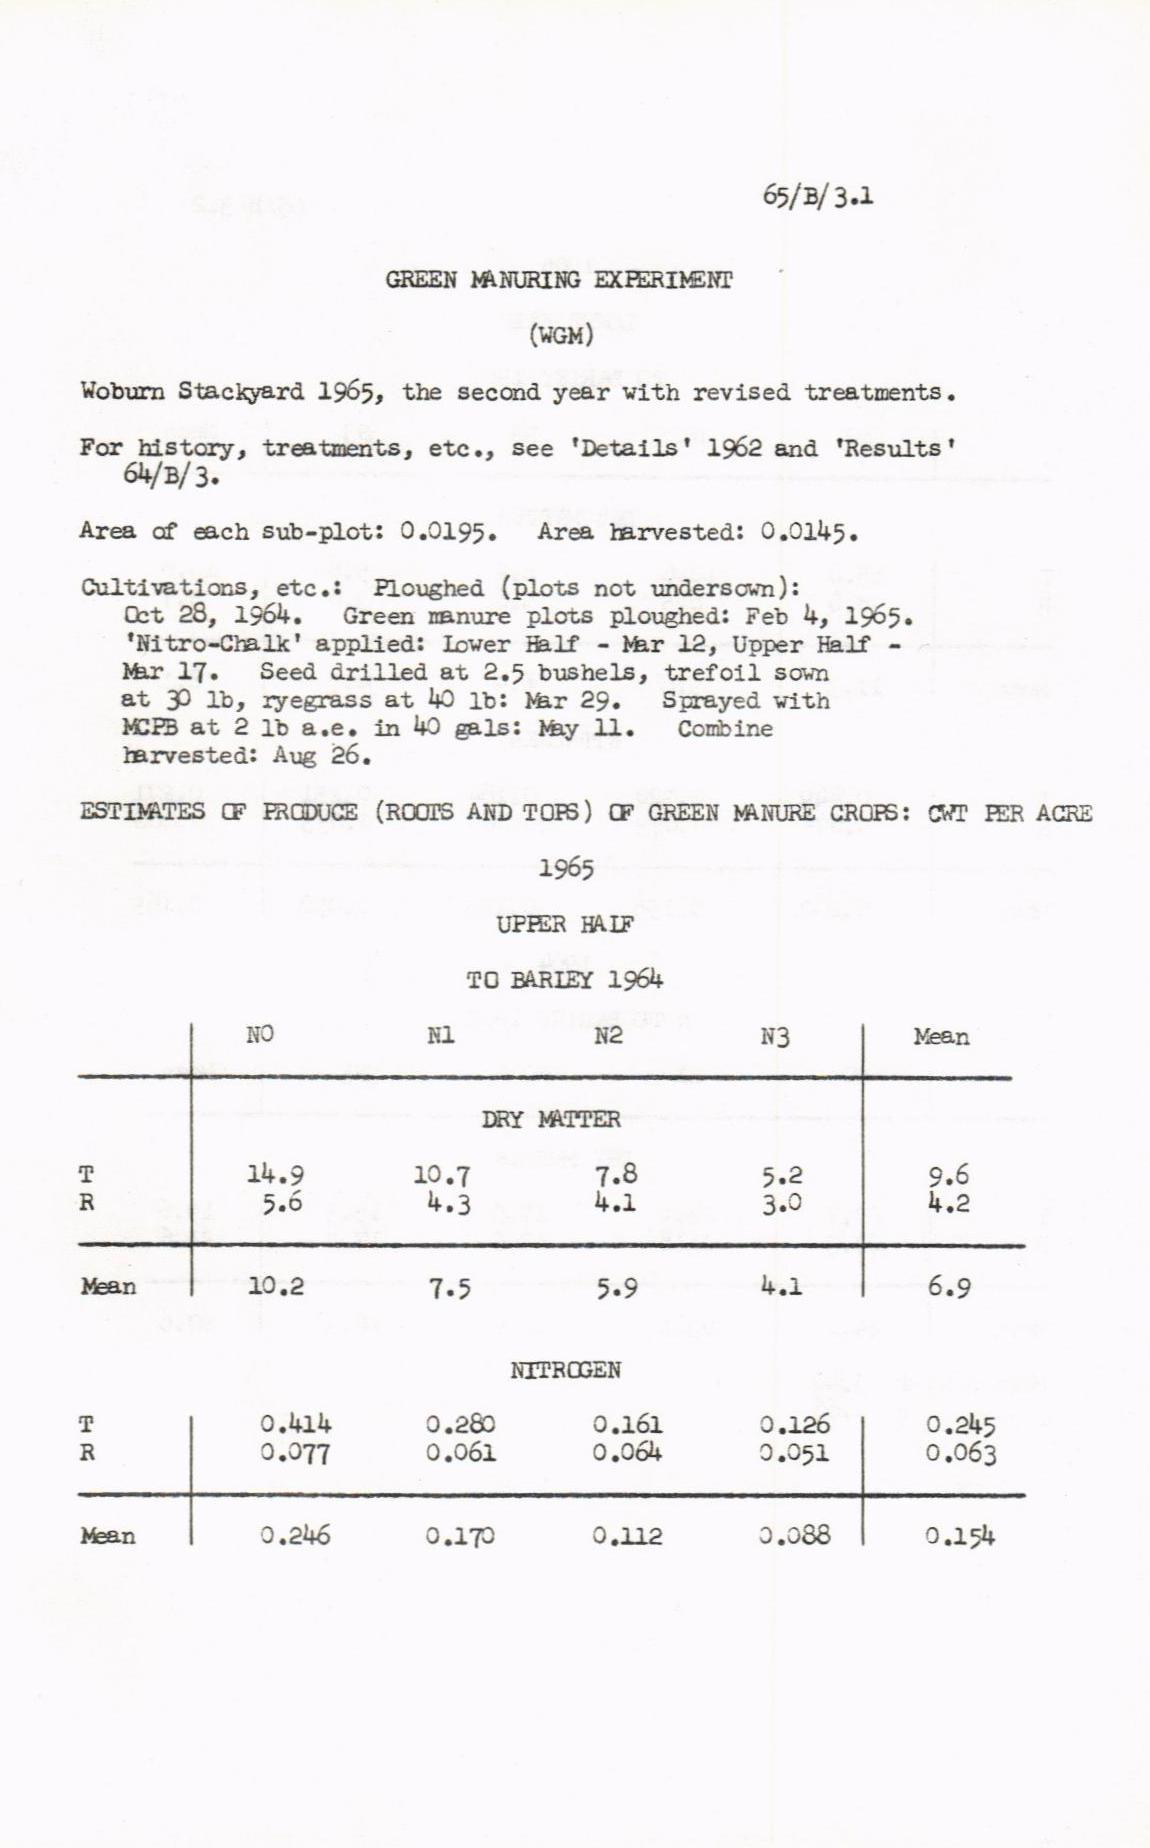 65/B/3.1
GREEN MANURING EXPERIMENT
(WGM)
Woburn Stackyard 1965, the second year with revised treatments.
For history, treatments, etc., see 'Details' 1962 and 'Results'
64/B/3.
Area of each sub-plot: 0.0195. Area harvested: 0.0145.
Cultivations, etc.: Ploughed (plots not undersown):
Oct 28, 1964. Green manure plots ploughed: Feb 4, 1965.
'Nitro-Chalk' applied: Lower Half - Mar 12, Upper Half -
Mar 17. Seed drilled at 2.5 bushels, trefoil sown
at 30 lb, ryegrass at 40 lb: Mar 29. Sprayed with
MCPB at 2 lb a.e. in 40 gals: May 11. Combine
harvested: Aug 26.
ESTIMATES OF PRODUCE (ROOTS AND TOPS) OF GREEN MANURE CROPS: CWT PER ACRE
1965
UPPER HALF
TO BARLEY 1964
N0 N1 N2 N3 Mean
DRY MATTER
T 14.9 10.7 7.8 5.2 9.6
R 5.6 4.3 4.1 3.0 4.2
Mean 10.2 7.5 5.9 4.1 6.9
NITROGEN
T 0.414 0.280 0.161 0.126 0.245
R 0.077 0.061 0.064 0.051 0.063
Mean 0.246 0.170 0.112 0.088 0.154